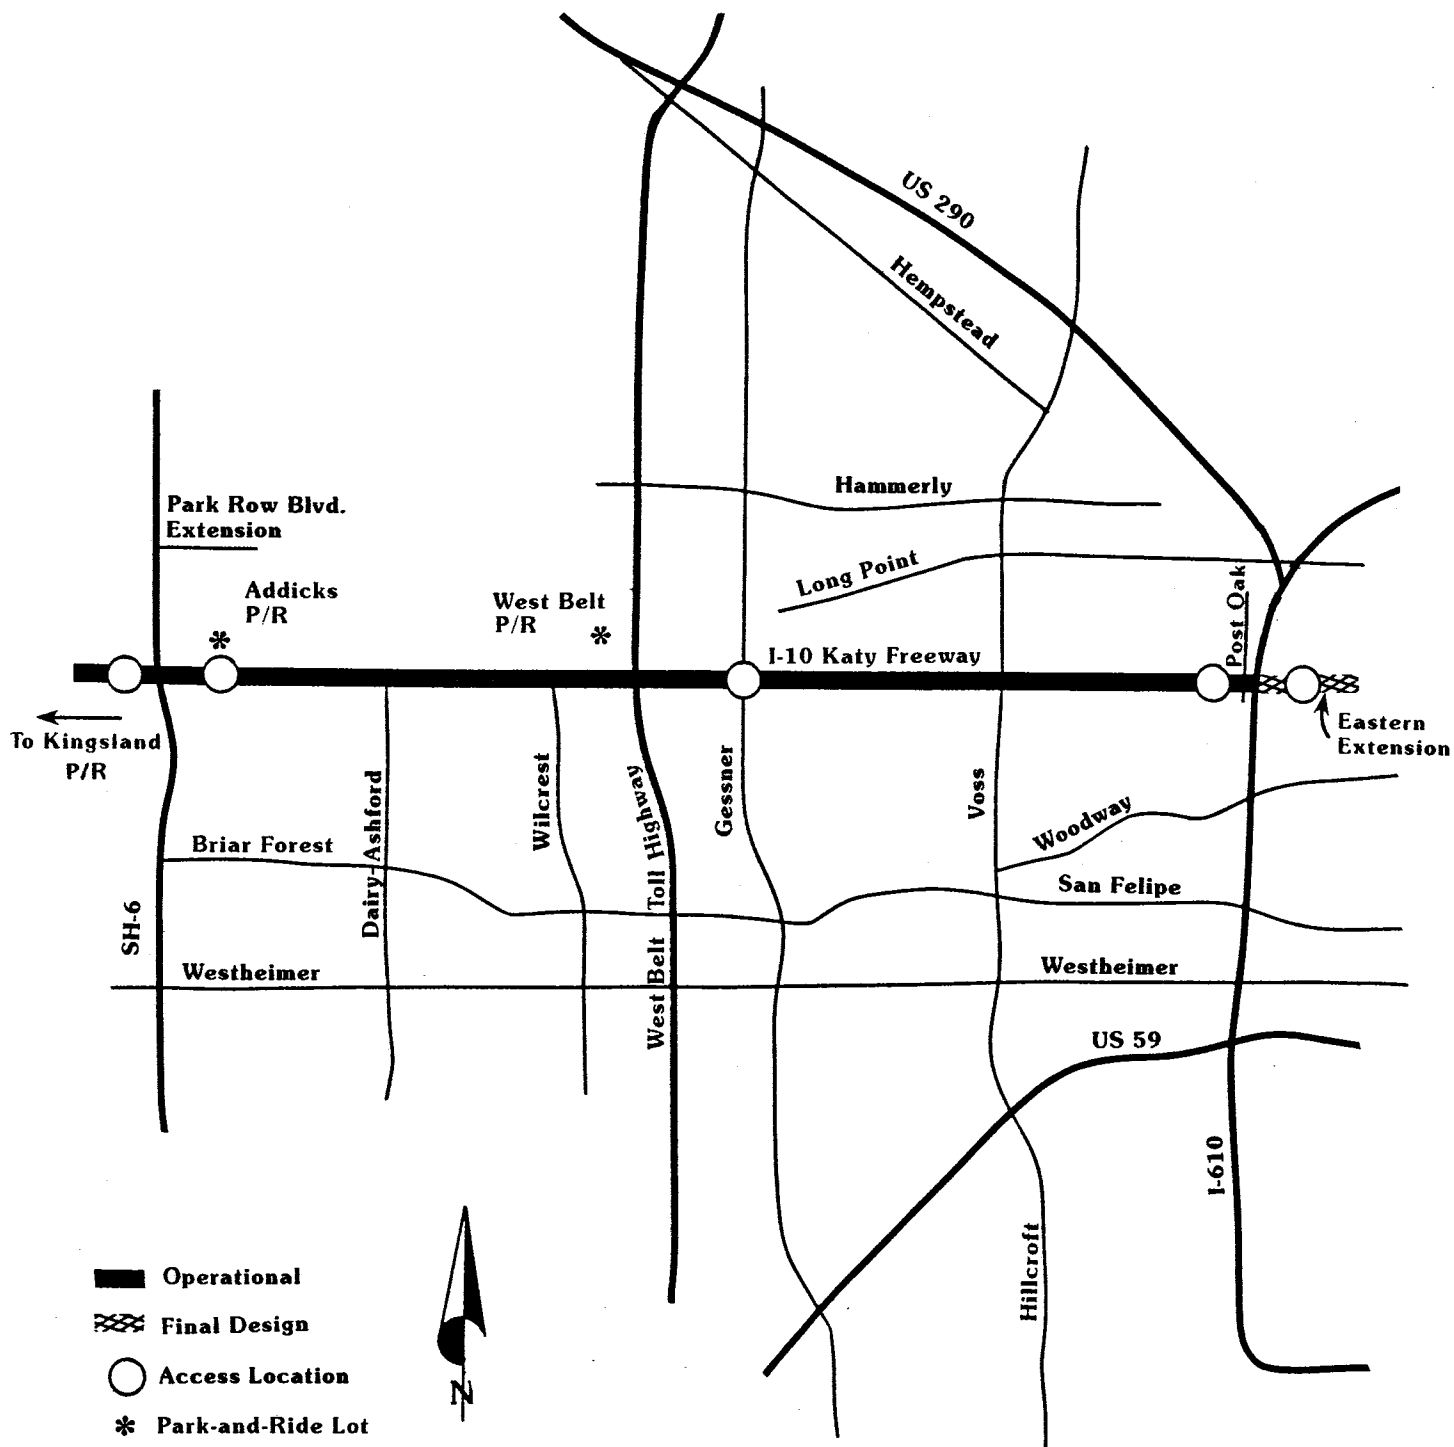 US 290
Hempstead
Hammerly
Park Row Blvd.
Extension
Long Point
Addicks
P/R
West Belt
P/R
Post Oak
I-10 Katy Freeway
To Kingsland
P/R
Eastern
Extension
Dairy-Ashford
Wilcrest
West Belt Toll Highway
Gessner
Voss
Woodway
Briar Forest
San Felipe
SH-6
Westheimer
Westheimer
US 59
I-610
Hillcroft
Operational
Final Design
Access Location
Park-and-Ride Lot
N